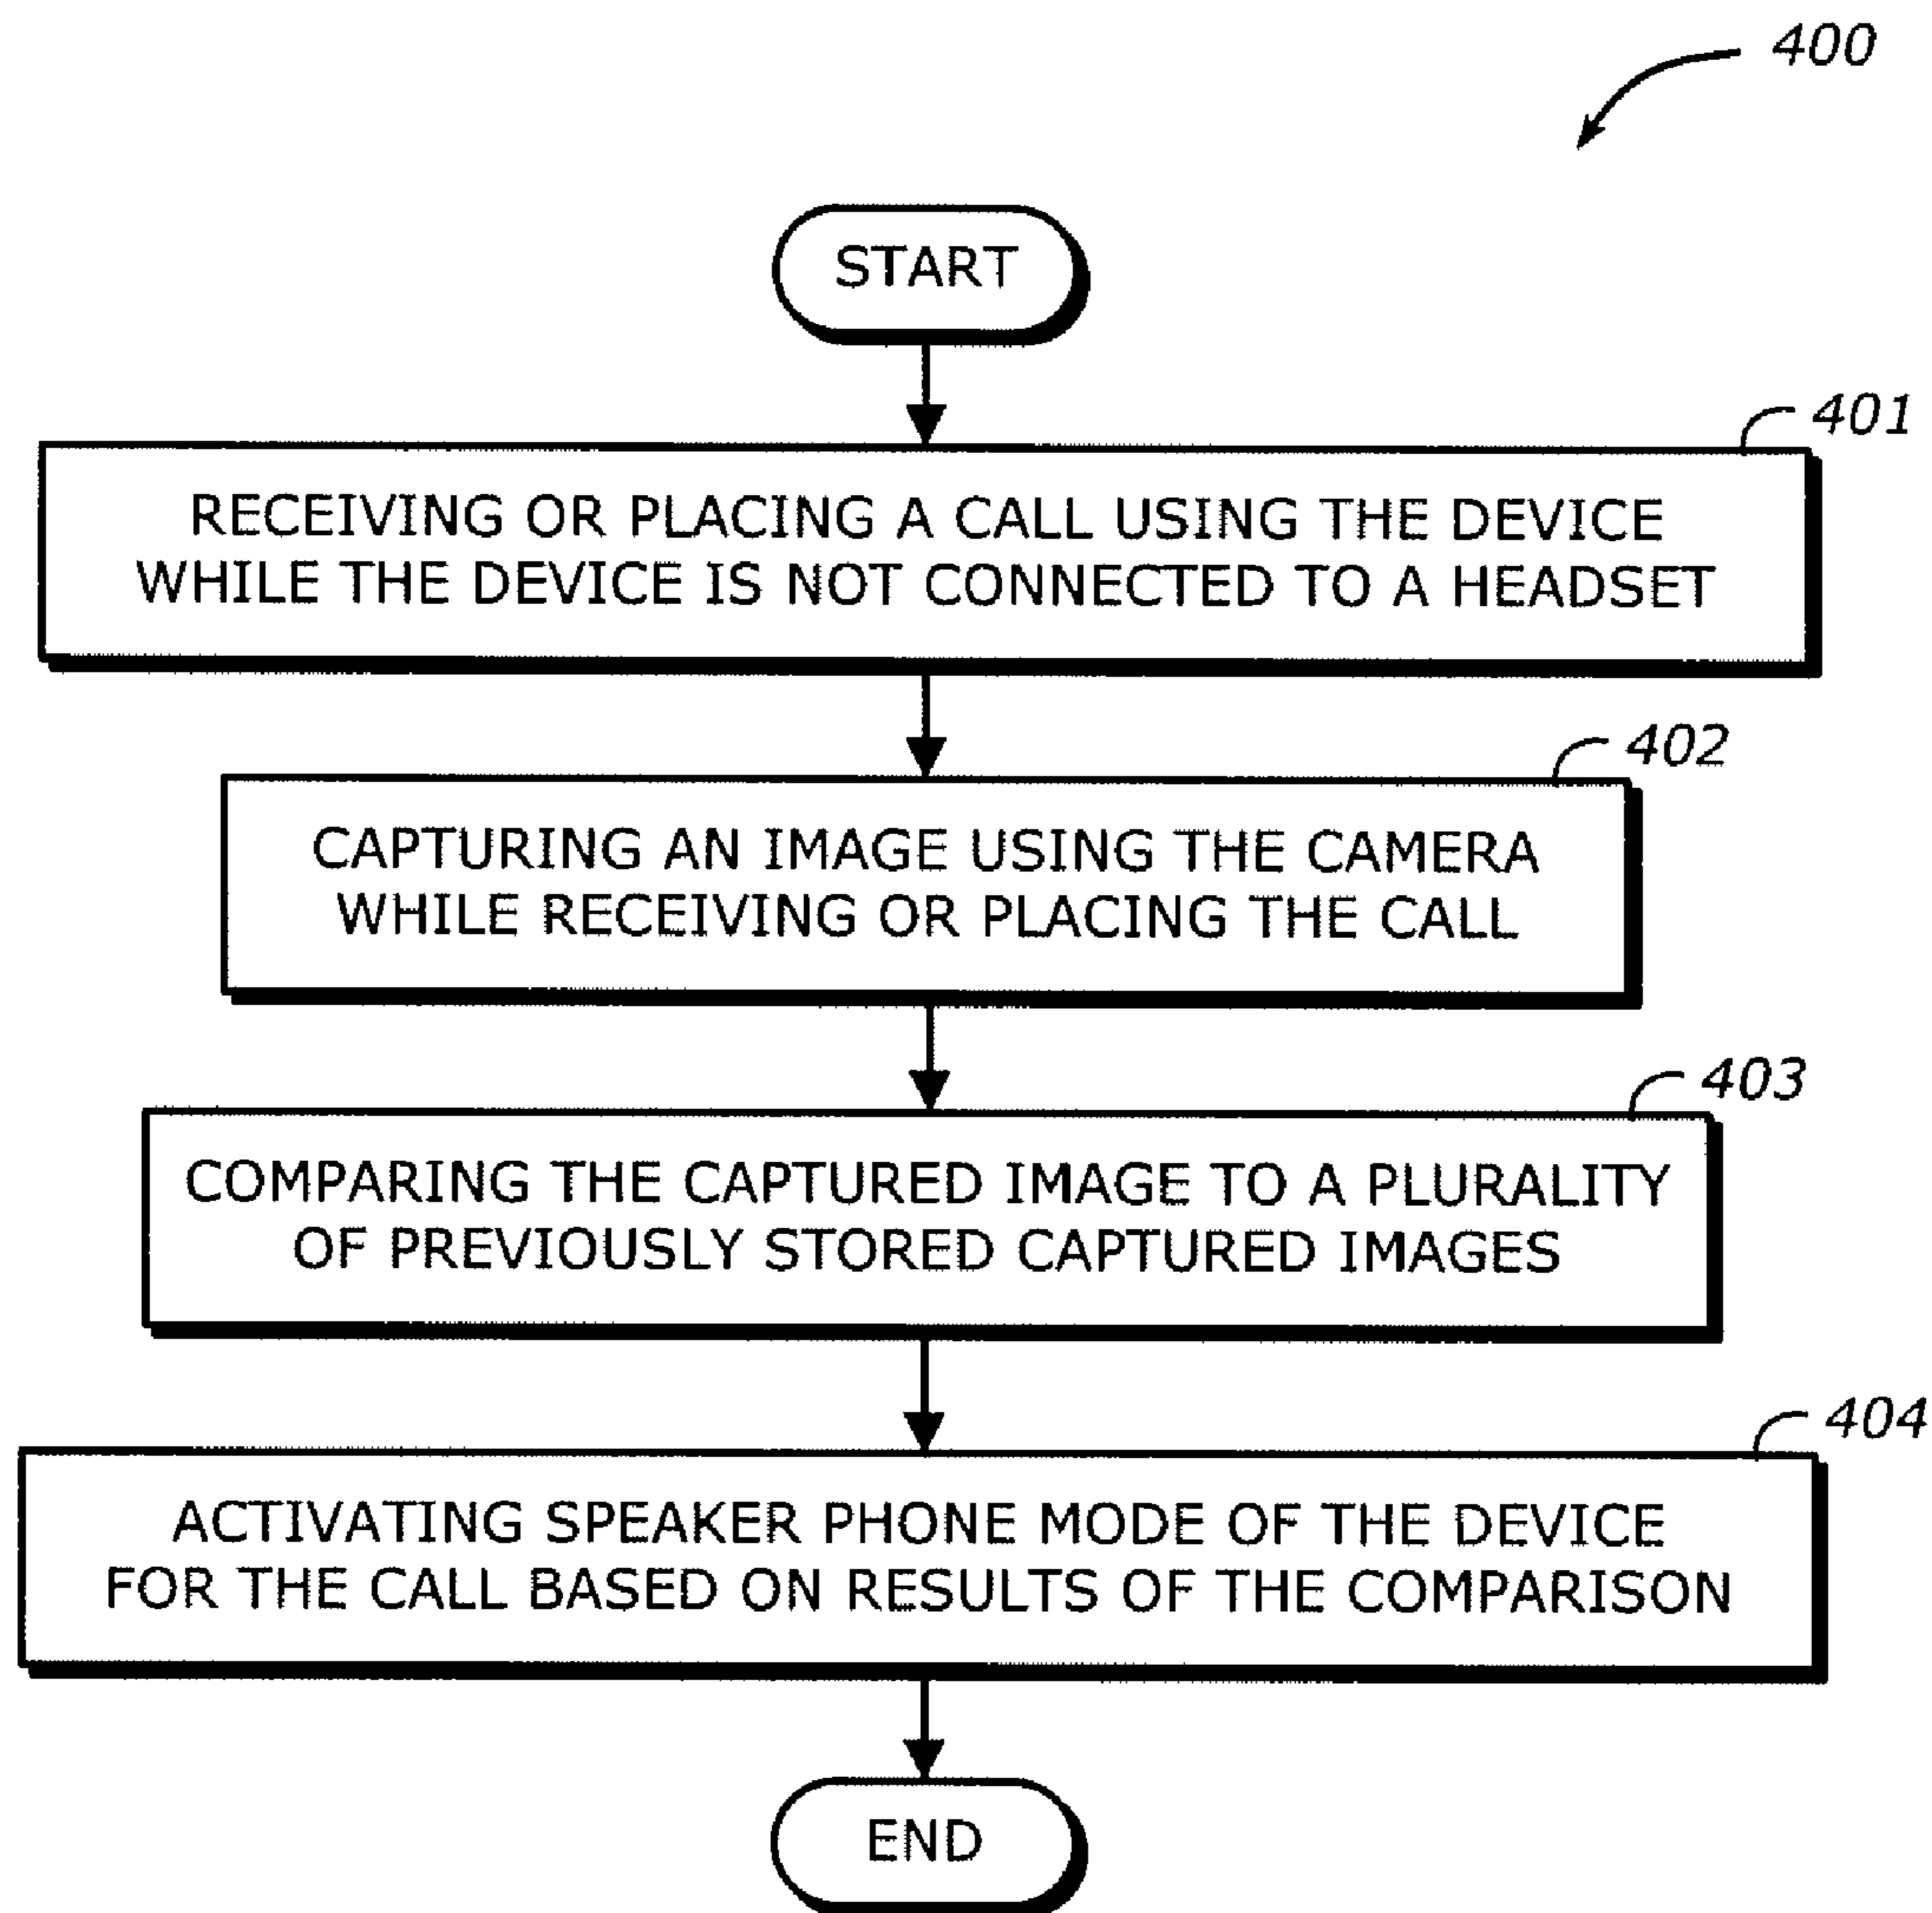 400
START
401
RECEIVING OR PLACING A CALL USING THE DEVICE
WHILE THE DEVICE IS NOT CONNECTED TO A HEADSET
402
CAPTURING AN IMAGE USING THE CAMERA
WHILE RECEIVING OR PLACING THE CALL
403
COMPARING THE CAPTURED IMAGE TO A PLURALITY
OF PREVIOUSLY STORED CAPTURED IMAGES
404
ACTIVATING SPEAKER PHONE MODE OF THE DEVICE
FOR THE CALL BASED ON RESULTS OF THE COMPARISON
END